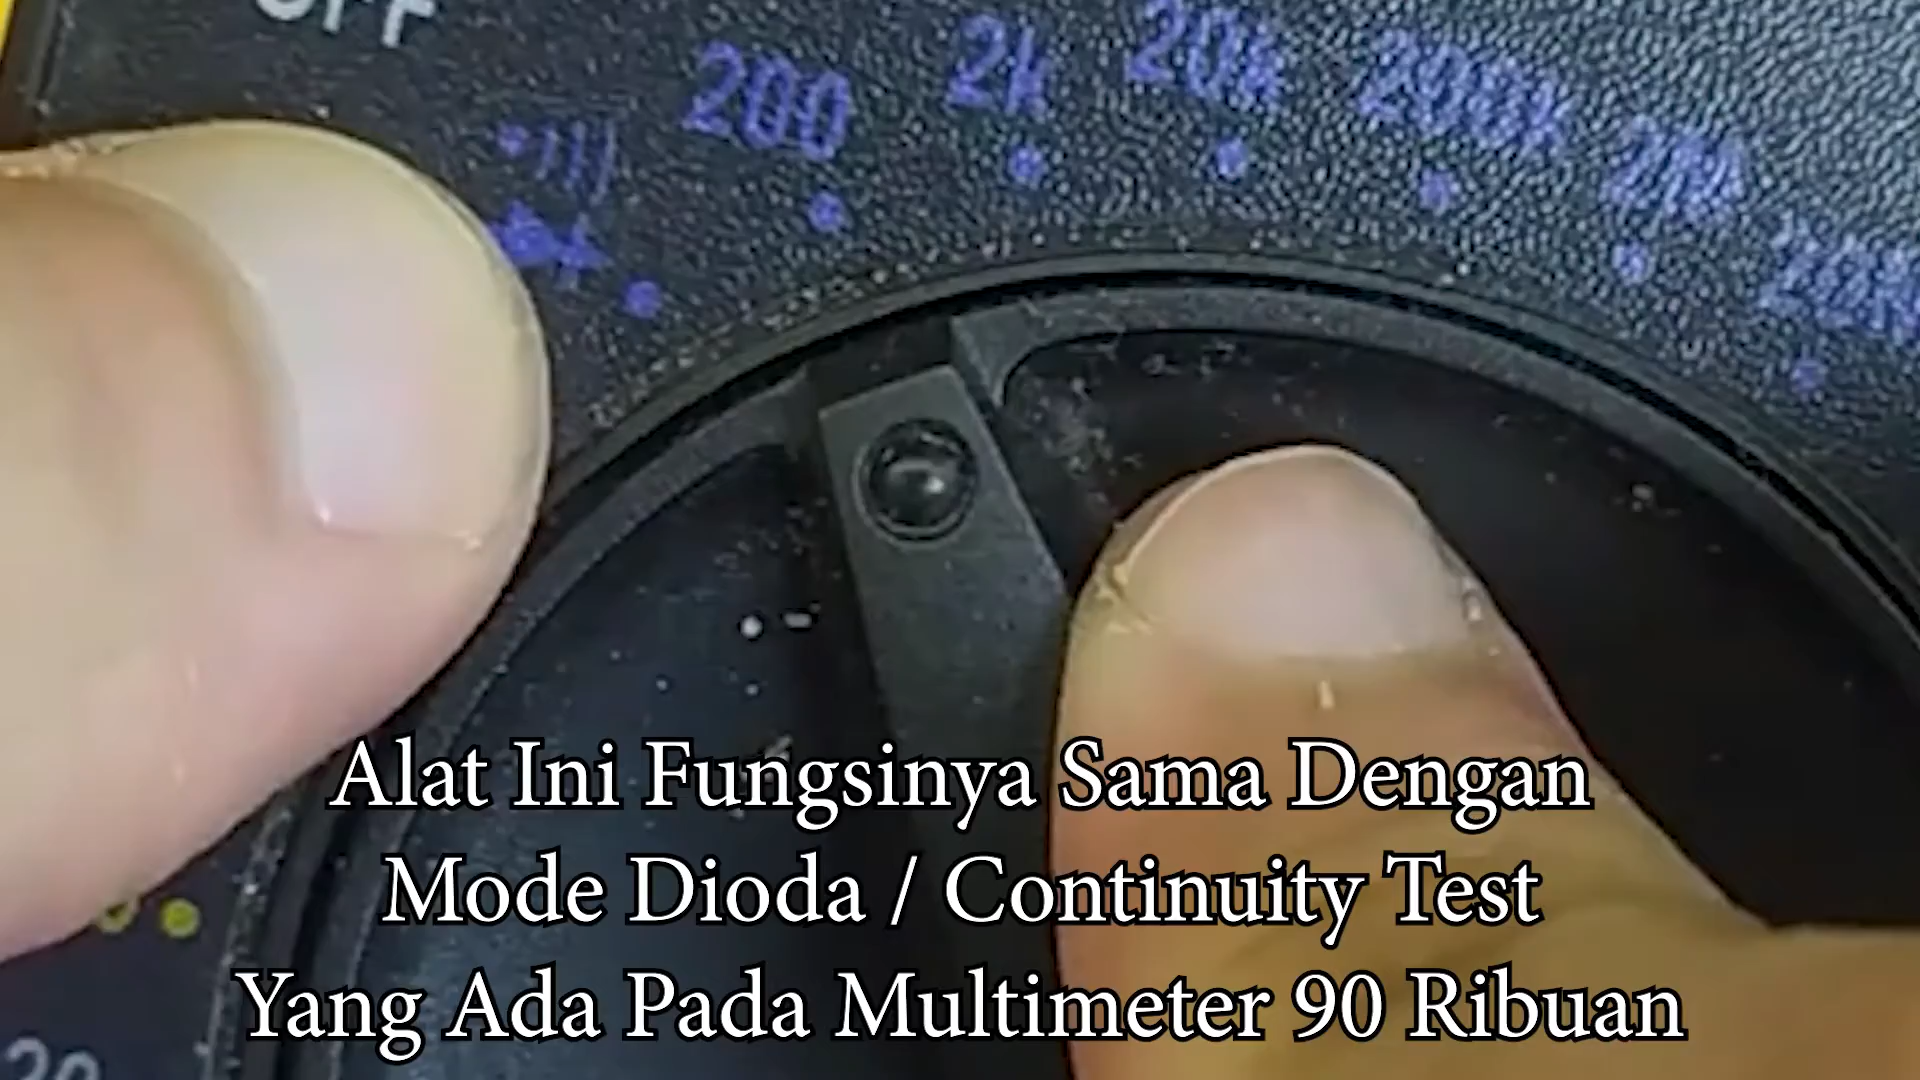 OFF
200
2k
20k
200k
2M
20
Alat Ini Fungsinya Sama Dengan
Mode Dioda / Continuity Test
Yang Ada Pada Multimeter 90 Ribuan